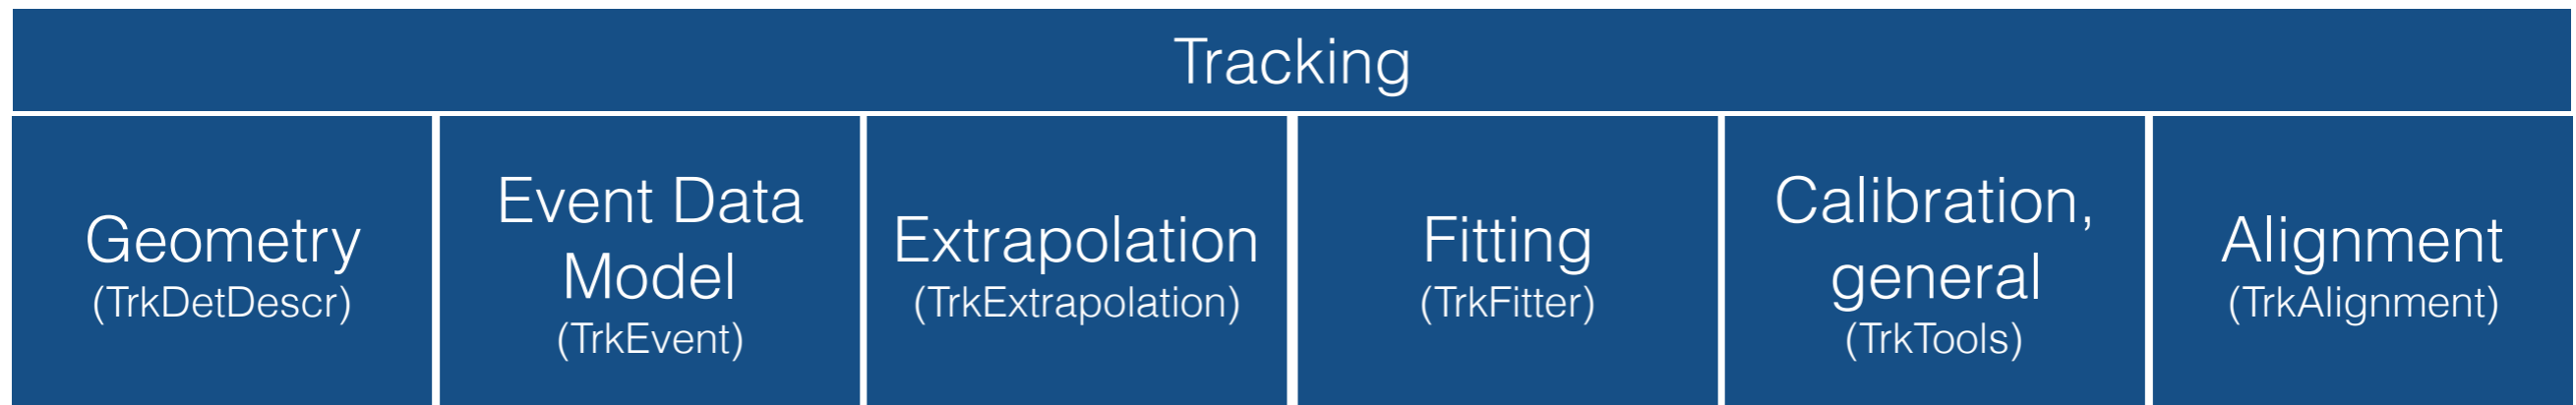 Tracking
Geometry
(TrkDetDescr)
Event Data
Model
(TrkEvent)
Extrapolation
(TrkExtrapolation)
Fitting
(TrkFitter)
Calibration,
general
(TrkTools)
Alignment
(TrkAlignment)